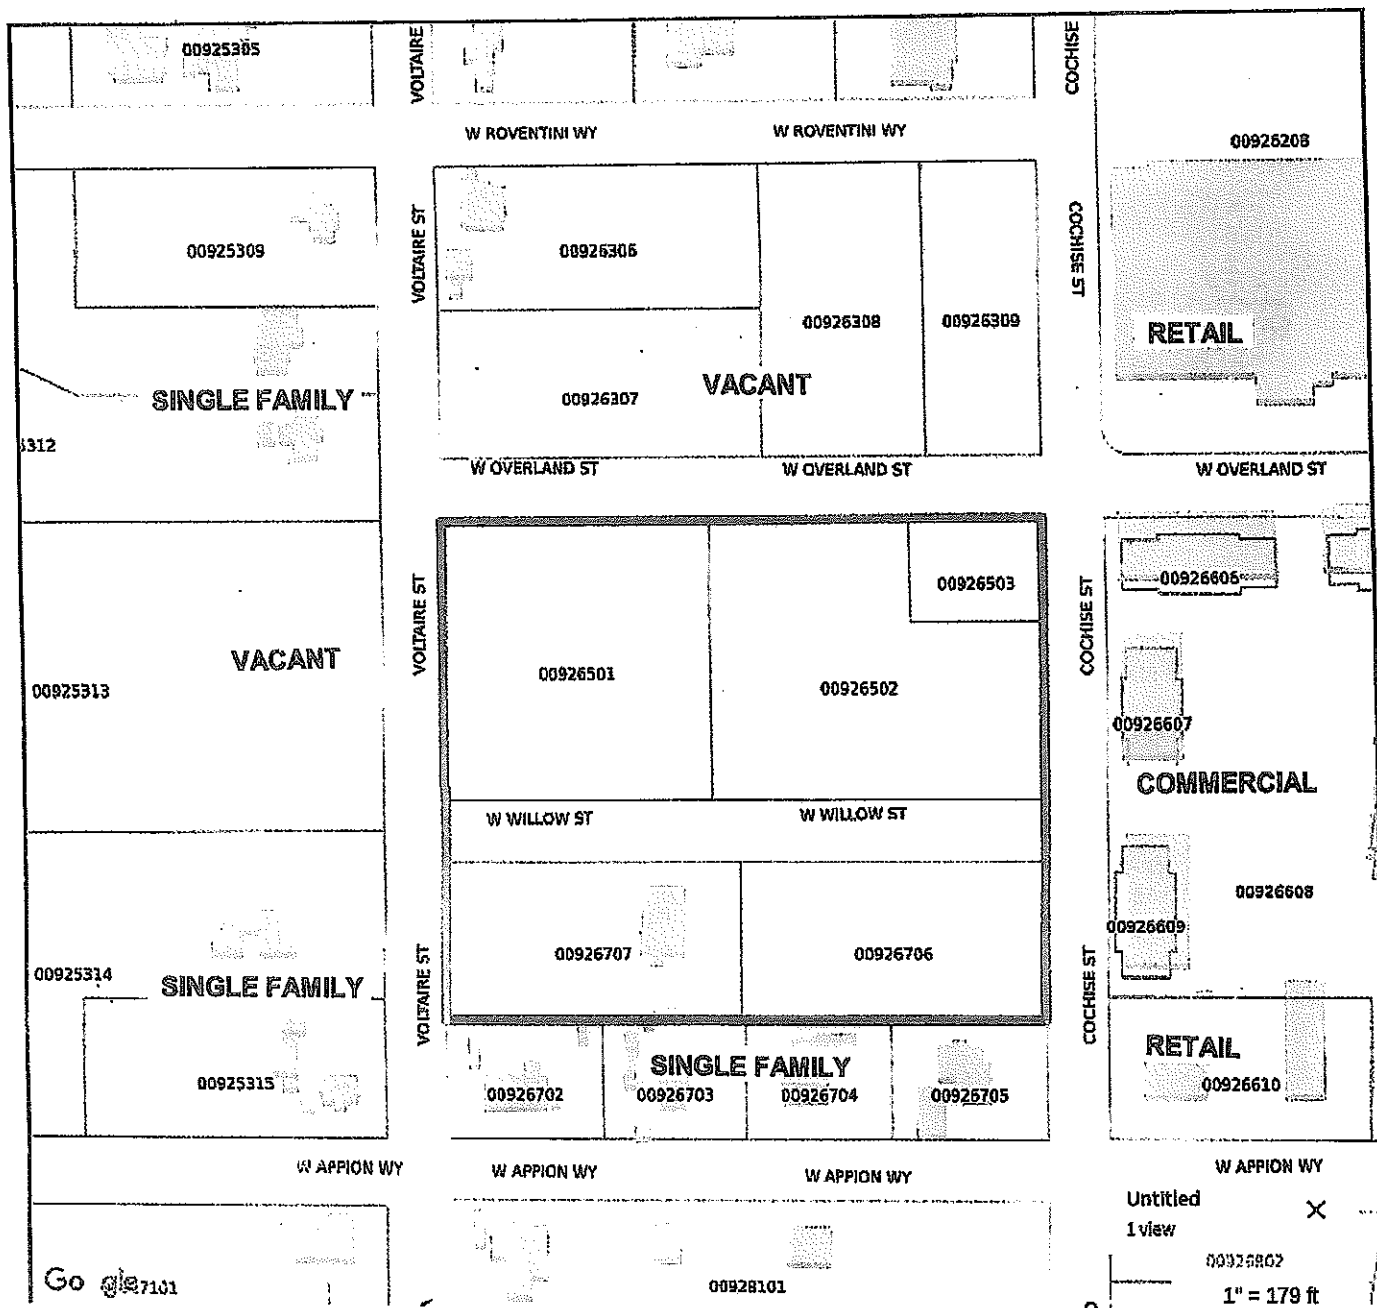 00925305
VOLTAIRE
COCHISE
W ROVENTINI WY
W ROVENTINI WY
00926208
00925309
VOLTAIRE ST
00926306
COCHISE ST
00926308
00926309
RETAIL
SINGLE FAMILY
00926307
VACANT
W OVERLAND ST
W OVERLAND ST
W OVERLAND ST
VOLTAIRE ST
00926503
COCHISE ST
00926606
VACANT
00925313
00926501
00926502
00926607
COMMERCIAL
W WILLOW ST
W WILLOW ST
00926608
00926609
VOLTAIRE ST
00926707
00926706
COCHISE ST
00925314
SINGLE FAMILY
RETAIL
SINGLE FAMILY
00925315
00926702
00926703
00926704
00926705
00926610
W APPION WY
W APPION WY
W APPION WY
W APPION WY
Untitled
1 view
00926802
Google
7101
00928101
1" = 179 ft